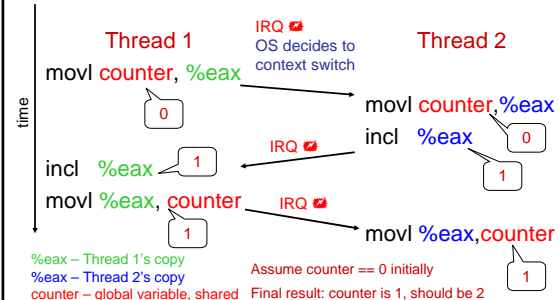 IRQ
Thread 1
OS decides to
context switch
Thread 2
movl counter, %eax
time
0
movl counter,%eax
0
incl %eax
1
IRQ
incl %eax
1
movl %eax, counter
1
IRQ
movl %eax,counter
1
%eax – Thread 1's copy
%eax – Thread 2's copy
counter – global variable, shared
Assume counter == 0 initially
Final result: counter is 1, should be 2